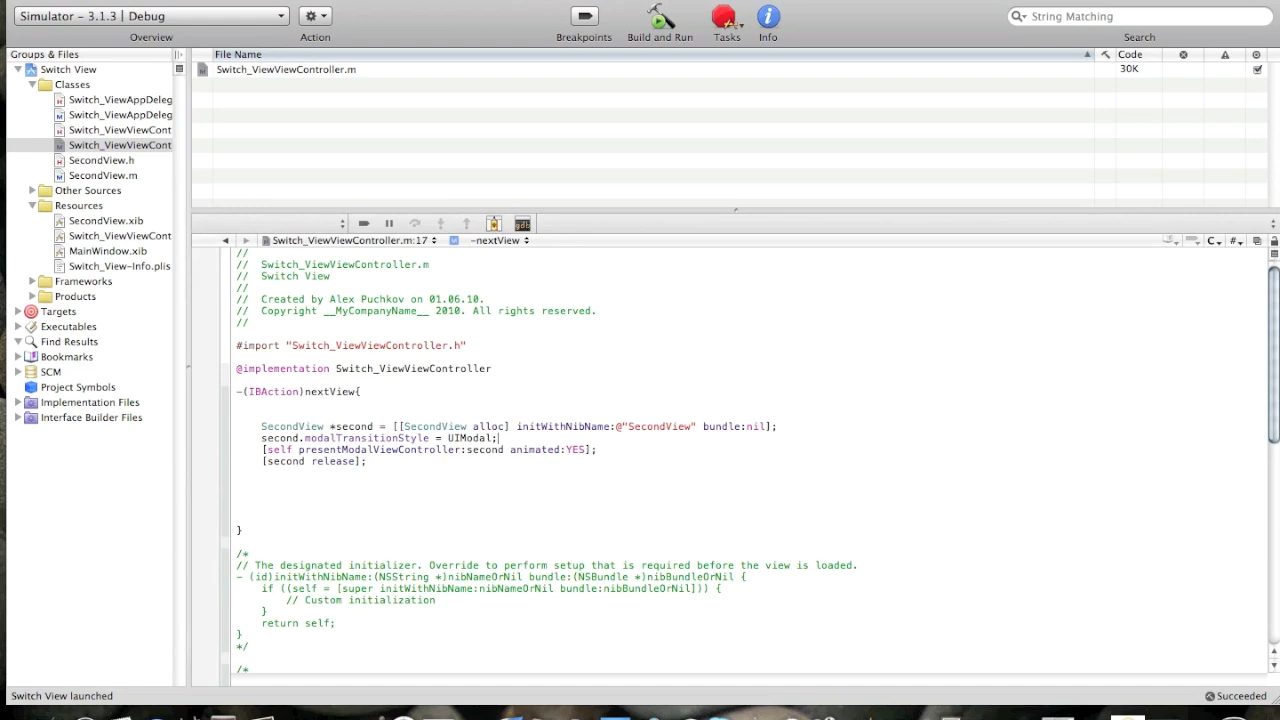 Simulator - 3.1.3 | Debug
String Matching
Overview
Action
Breakpoints
Build and Run
Tasks
Info
Search
Groups & Files
File Name
Code
Switch View
Switch_ViewViewController.m
30K
Classes
Switch_ViewAppDeleg
Switch_ViewAppDeleg
Switch_ViewViewCont
Switch_ViewViewCont
SecondView.h
SecondView.m
Other Sources
Resources
SecondView.xib
Switch_ViewViewCont
MainWindow.xib
Switch_View-Info.plis
Frameworks
Products
Targets
Executables
Find Results
Bookmarks
SCM
Project Symbols
Implementation Files
Interface Builder Files
gdb
Switch_ViewViewController.m:17
M -nextView
C
#
//
//  Switch_ViewViewController.m
//  Switch View
//
//  Created by Alex Puchkov on 01.06.10.
//  Copyright __MyCompanyName__ 2010. All rights reserved.
//
#import "Switch_ViewViewController.h"
@implementation Switch_ViewViewController
-(IBAction)nextView{
SecondView *second = [[SecondView alloc] initWithNibName:@"SecondView" bundle:nil];
second.modalTransitionStyle = UIModal;
[self presentModalViewController:second animated:YES];
[second release];
}
/*
// The designated initializer. Override to perform setup that is required before the view is loaded.
- (id)initWithNibName:(NSString *)nibNameOrNil bundle:(NSBundle *)nibBundleOrNil {
if ((self = [super initWithNibName:nibNameOrNil bundle:nibBundleOrNil])) {
// Custom initialization
}
return self;
}
*/
/*
Switch View launched
Succeeded